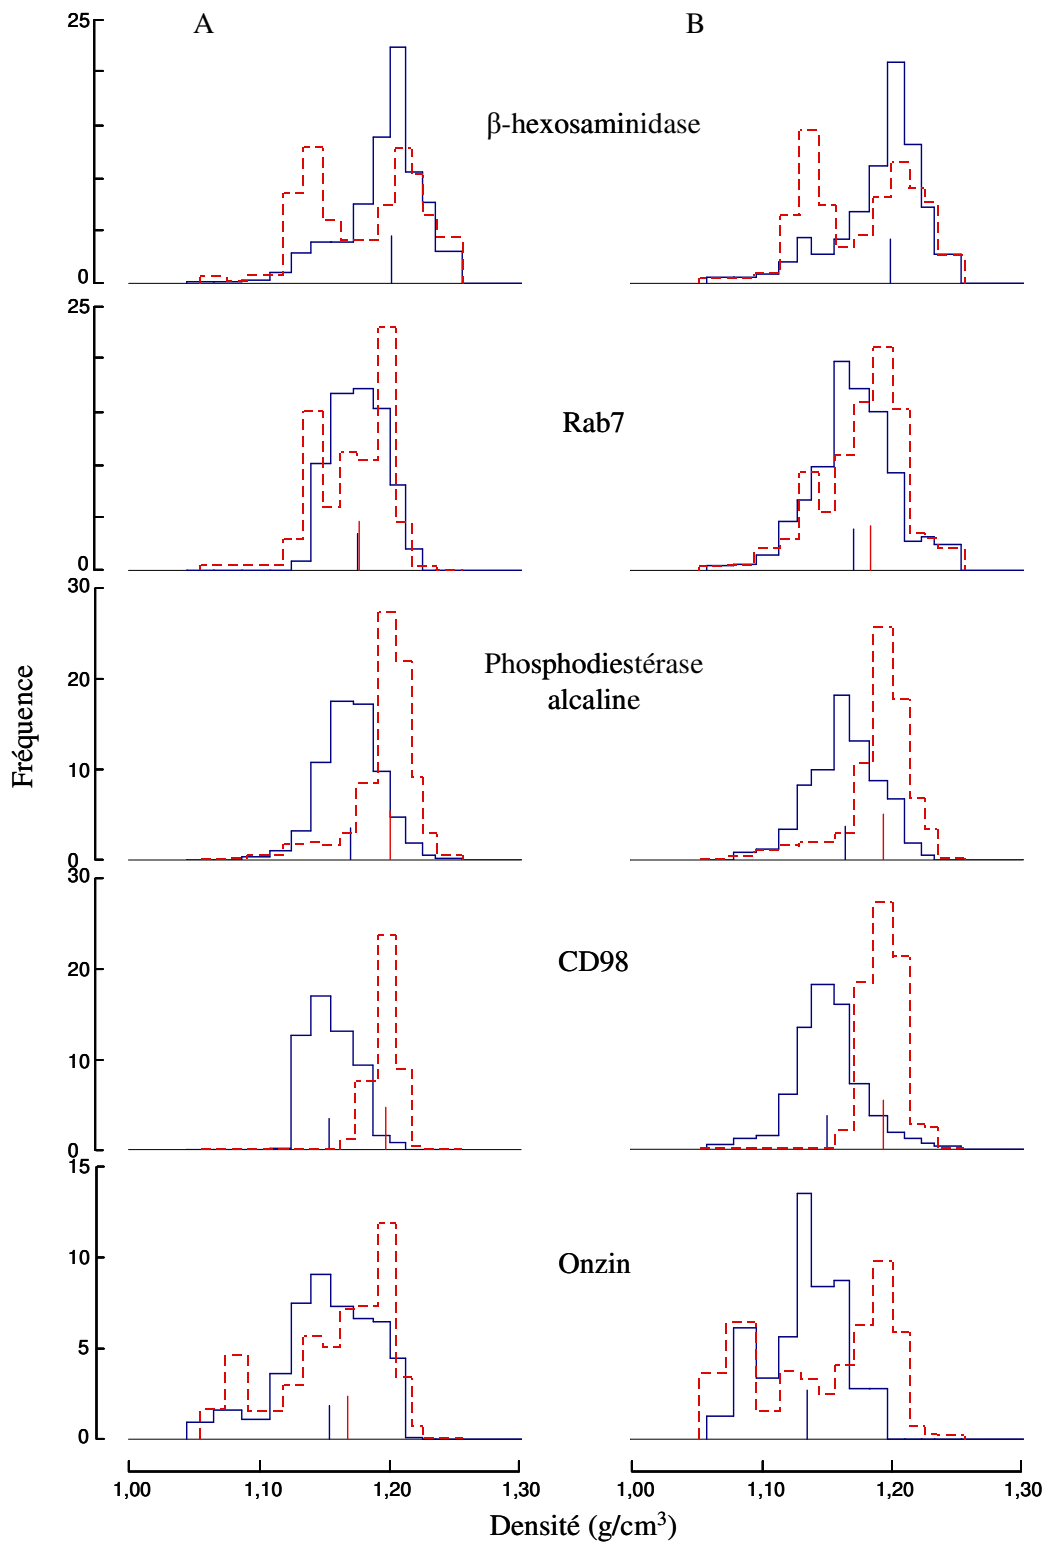 A B
25
0
β-hexosaminidase
25
0
Rab7
30
20
10
0
Phosphodiestérase
alcaline
Fréquence
30
20
10
0
CD98
15
10
5
0
Onzin
1,00 1,10 1,20 1,30 1,00 1,10 1,20 1,30
Densité (g/cm³)